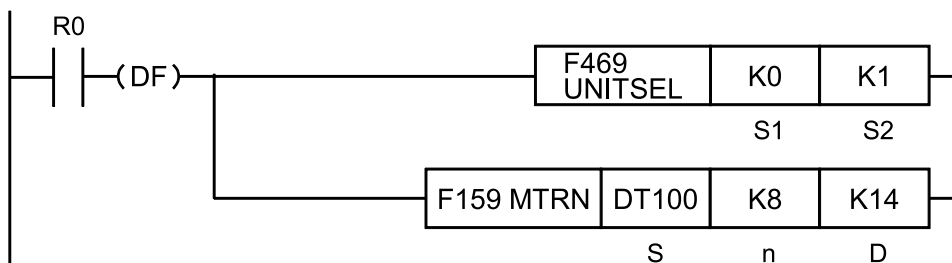 R0
(DF)
F469
UNITSEL
K0
K1
S1
S2
F159 MTRN
DT100
K8
K14
S
n
D